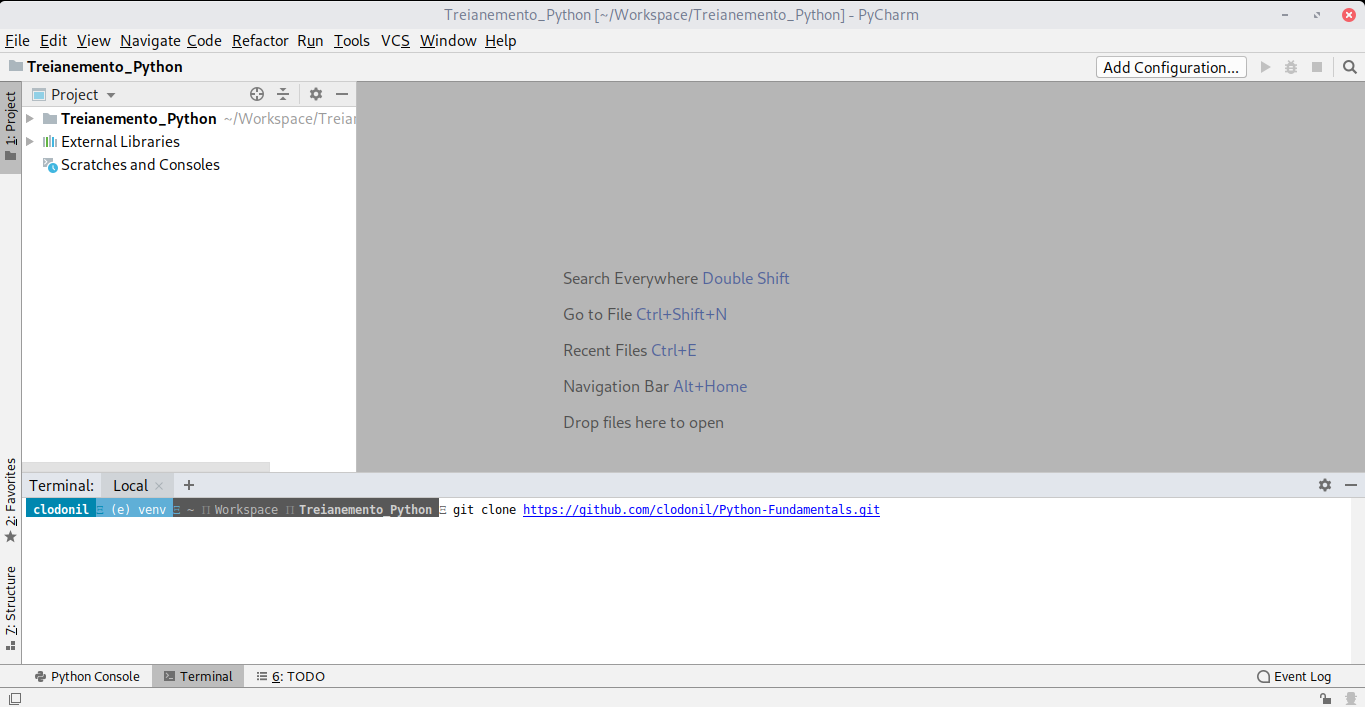 Treianemento_Python [~/Workspace/Treianemento_Python] - PyCharm
File Edit View Navigate Code Refactor Run Tools VCS Window Help
Treianemento_Python
Add Configuration...
1: Project
Project
Treianemento_Python ~/Workspace/Treian
External Libraries
Scratches and Consoles
Search Everywhere Double Shift
Go to File Ctrl+Shift+N
Recent Files Ctrl+E
Navigation Bar Alt+Home
Drop files here to open
2: Favorites
7: Structure
Terminal: Local
clodonil (e) venv ~ Workspace Treianemento_Python git clone https://github.com/clodonil/Python-Fundamentals.git
Python Console Terminal 6: TODO Event Log